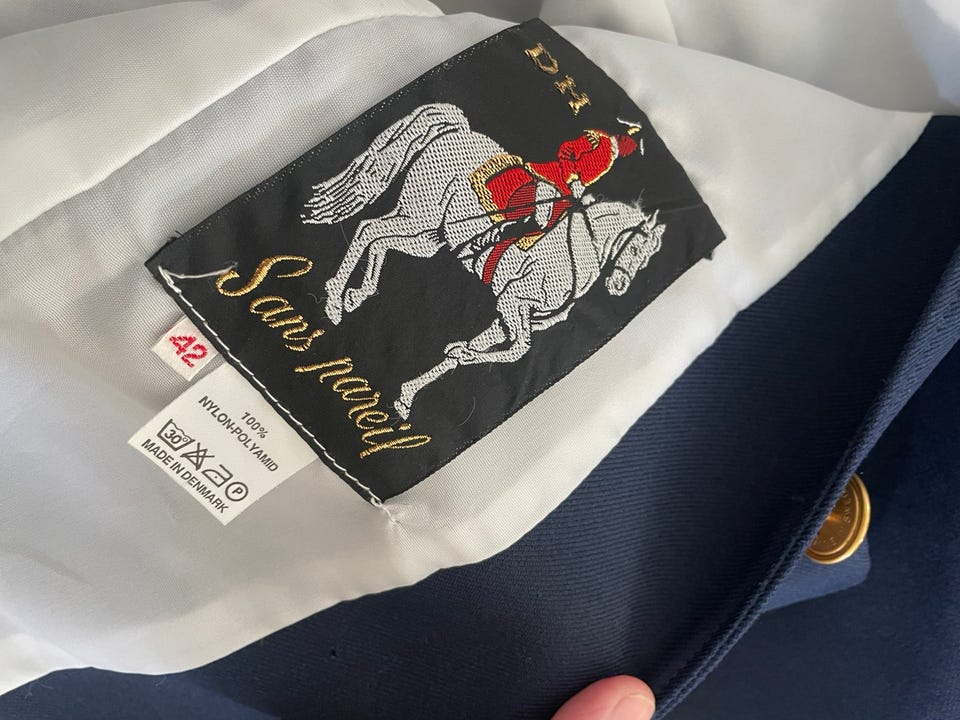 DH
Sans pareil
42
100%
NYLON-POLYAMID
30°
P
MADE IN DENMARK